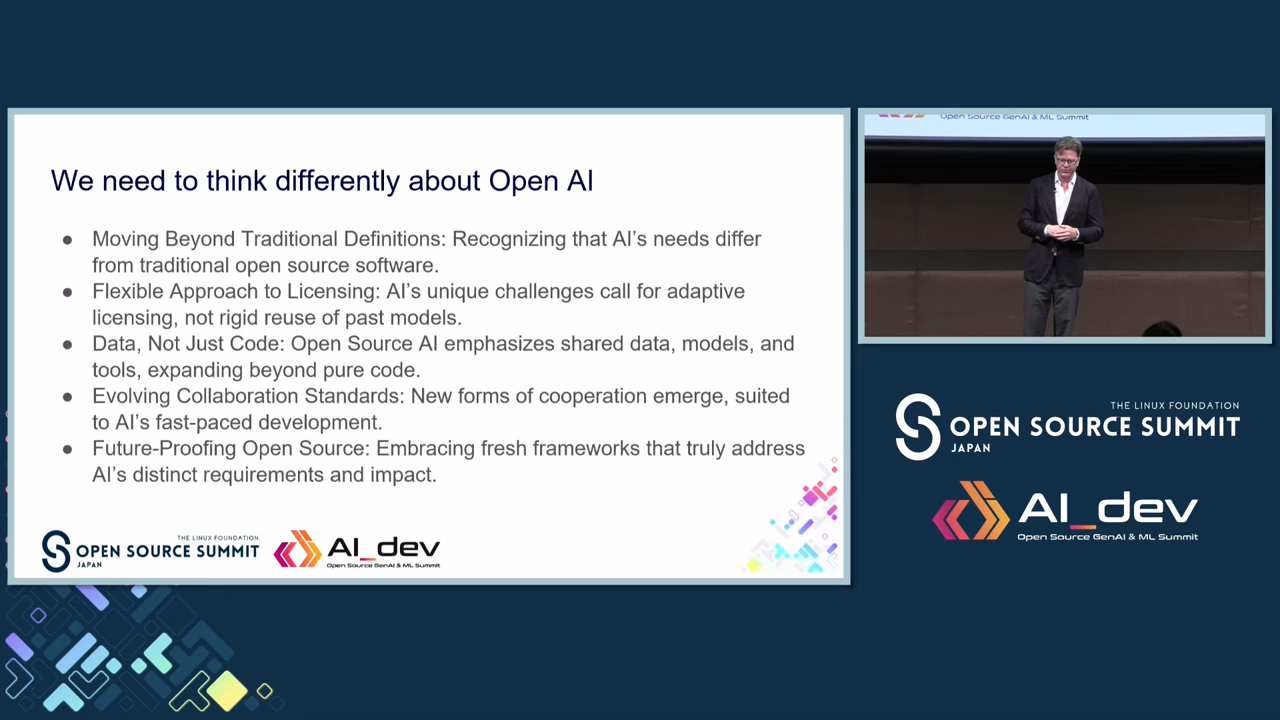 We need to think differently about Open AI
● Moving Beyond Traditional Definitions: Recognizing that AI's needs differ
from traditional open source software.
● Flexible Approach to Licensing: AI's unique challenges call for adaptive
licensing, not rigid reuse of past models.
● Data, Not Just Code: Open Source AI emphasizes shared data, models, and
tools, expanding beyond pure code.
● Evolving Collaboration Standards: New forms of cooperation emerge, suited
to AI's fast-paced development.
● Future-Proofing Open Source: Embracing fresh frameworks that truly address
AI's distinct requirements and impact.
THE LINUX FOUNDATION
OPEN SOURCE SUMMIT
JAPAN
AI_dev
Open Source GenAI & ML Summit
Open Source GenAI & ML Summit
THE LINUX FOUNDATION
OPEN SOURCE SUMMIT
JAPAN
AI_dev
Open Source GenAI & ML Summit